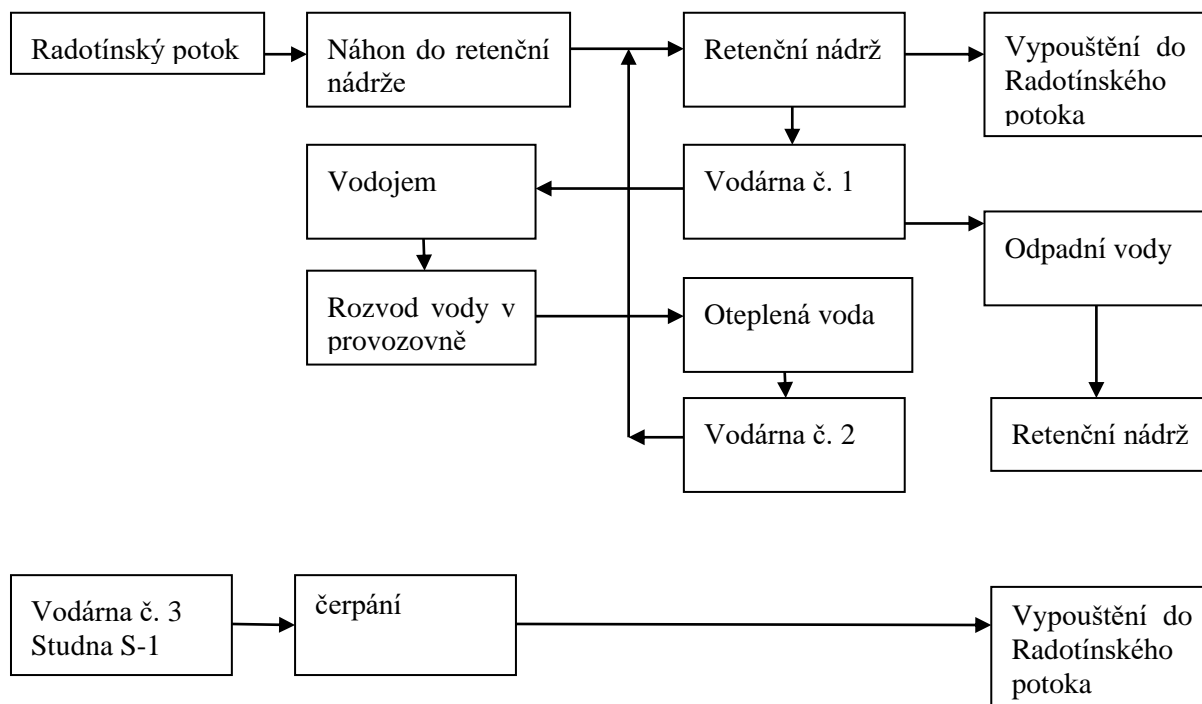 Radotínský potok
Náhon do retenční
nádrže
Retenční nádrž
Vypouštění do
Radotínského
potoka
Vodojem
Vodárna č. 1
Odpadní vody
Rozvod vody v
provozovně
Oteplená voda
Vodárna č. 2
Retenční nádrž
Vodárna č. 3
Studna S-1
čerpání
Vypouštění do
Radotínského
potoka